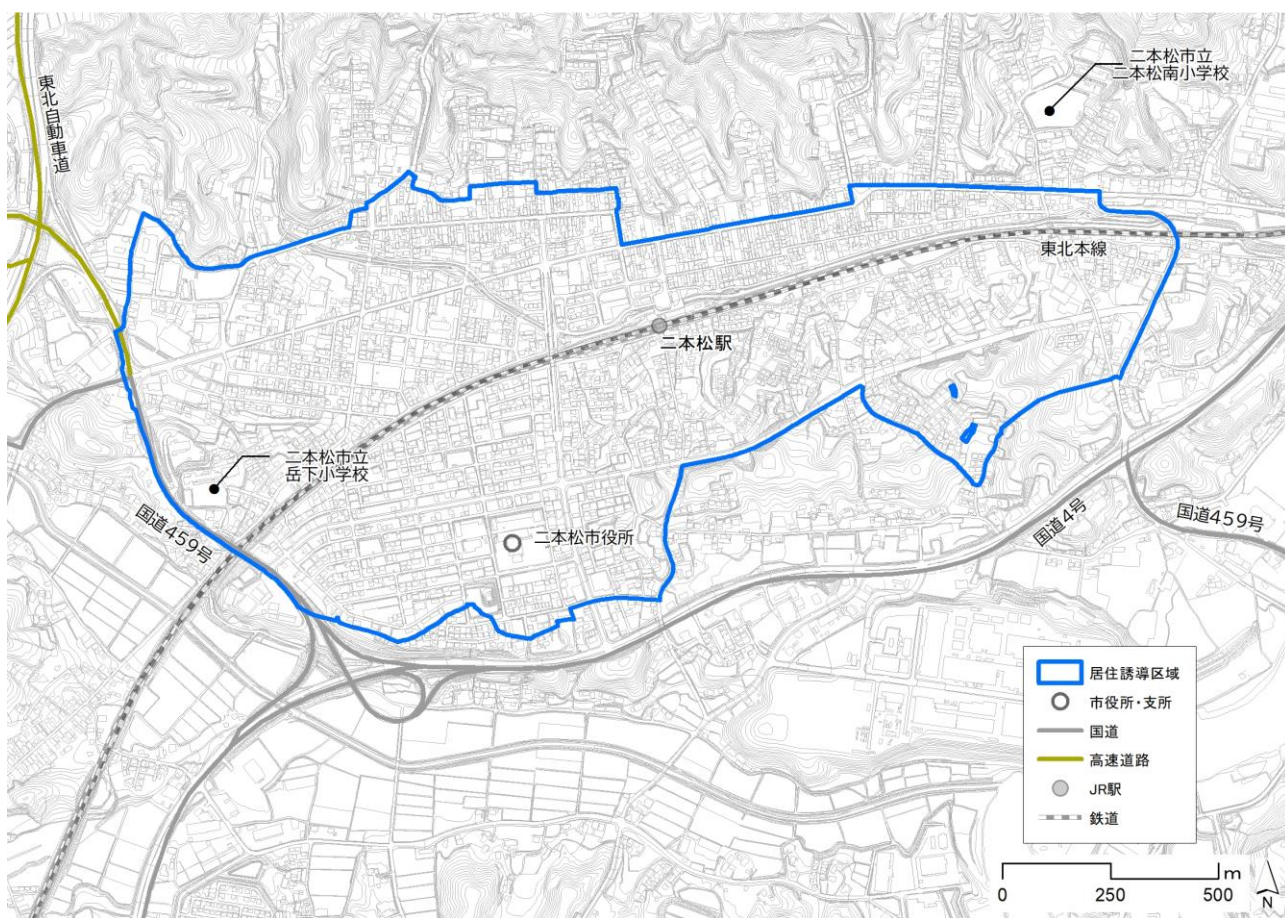 二本松市立
二本松南小学校
東北自動車道
東北本線
二本松駅
二本松市立
岳下小学校
国道459号
二本松市役所
国道4号
国道459号
居住誘導区域
市役所・支所
国道
高速道路
JR駅
鉄道
0 250 500 m
N